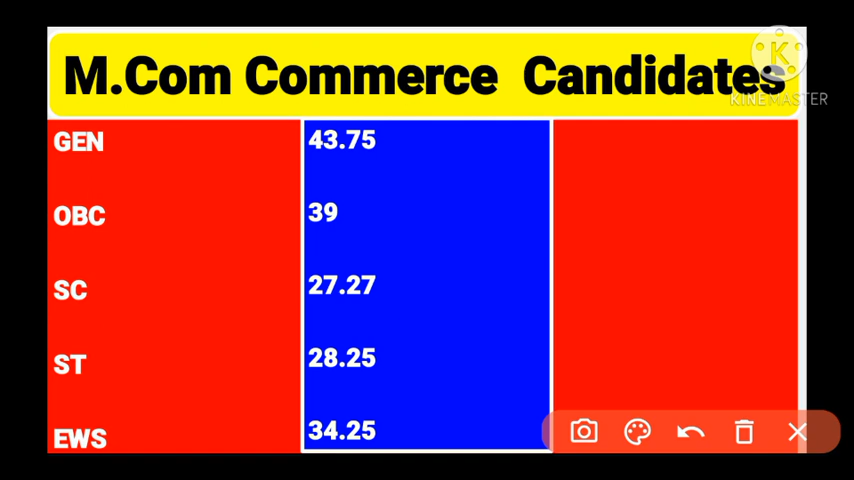 M.Com Commerce Candidates
K
KINEMASTER
GEN 43.75
OBC 39
SC 27.27
ST 28.25
EWS 34.25